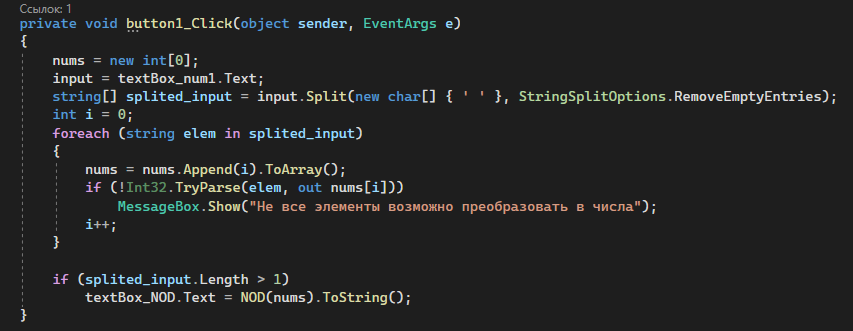 Ссылок: 1
private void button1_Click(object sender, EventArgs e)
{
nums = new int[0];
input = textBox_num1.Text;
string[] splited_input = input.Split(new char[] { ' ' }, StringSplitOptions.RemoveEmptyEntries);
int i = 0;
foreach (string elem in splited_input)
{
nums = nums.Append(i).ToArray();
if (!Int32.TryParse(elem, out nums[i]))
MessageBox.Show("Не все элементы возможно преобразовать в числа");
i++;
}
if (splited_input.Length > 1)
textBox_NOD.Text = NOD(nums).ToString();
}